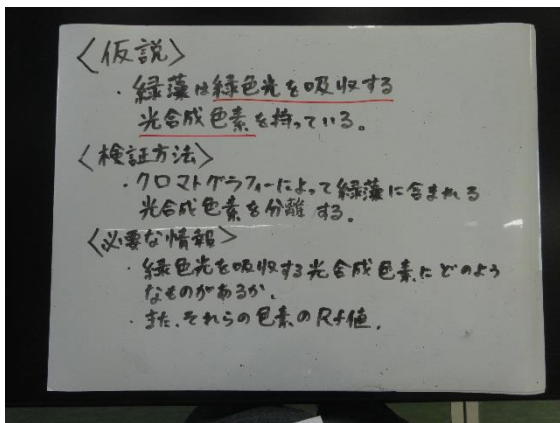 〈仮説〉
・緑藻は緑色光を吸収する
光合成色素を持っている。
〈検証方法〉
・クロマトグラフィーによって緑藻に含まれる
光合成色素を分離する。
〈必要な情報〉
・緑色光を吸収する光合成色素にどのよう
なものがあるか.
・また、それらの色素のRf値.